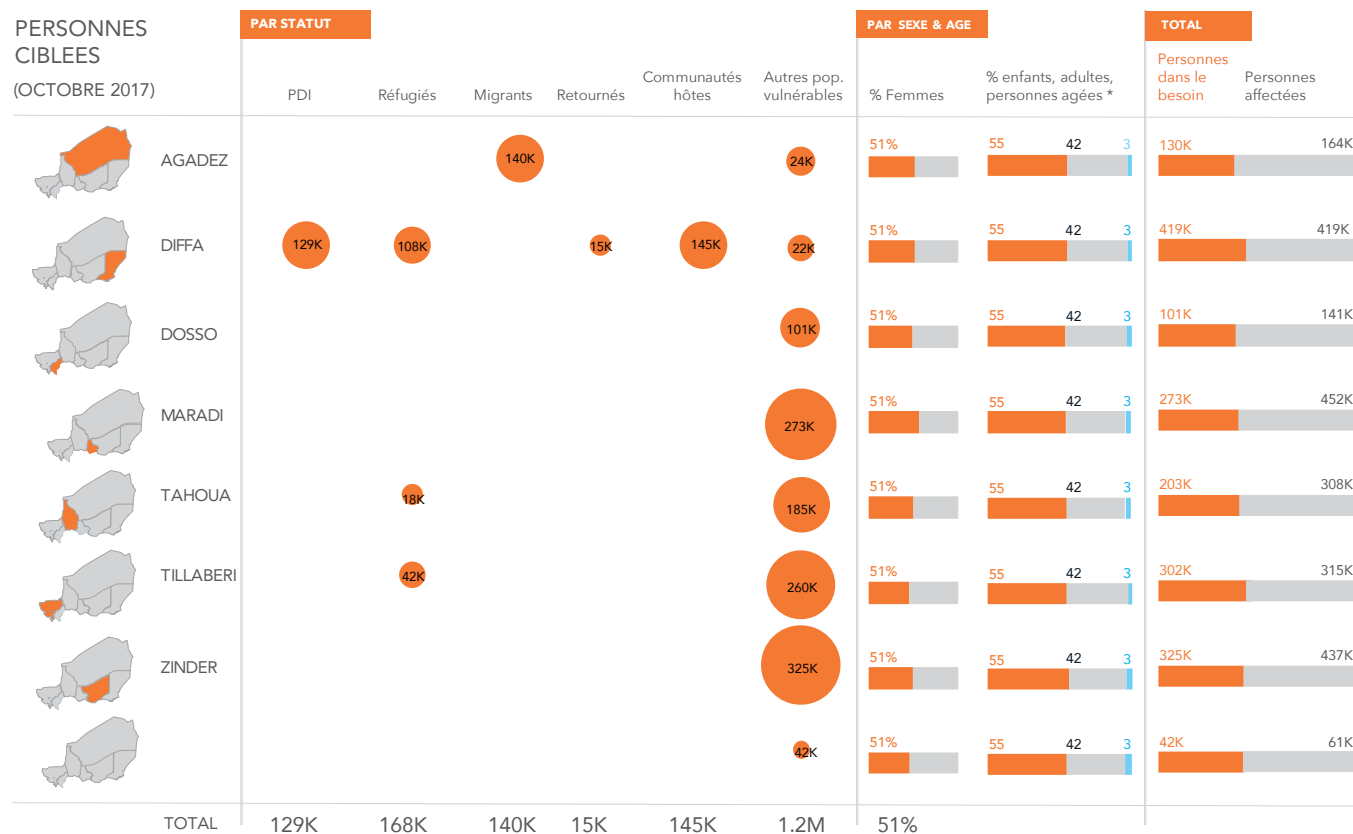 PERSONNES
CIBLEES
(OCTOBRE 2017)
PAR STATUT
PAR SEXE & AGE
TOTAL
PDI
Réfugiés
Migrants
Retournés
Communautés
hôtes
Autres pop.
vulnérables
% Femmes
% enfants, adultes,
personnes agées *
Personnes
dans le
besoin
Personnes
affectées
AGADEZ 140K 24K 51% 55 42 3 130K 164K
DIFFA 129K 108K 15K 145K 22K 51% 55 42 3 419K 419K
DOSSO 101K 51% 55 42 3 101K 141K
MARADI 273K 51% 55 42 3 273K 452K
TAHOUA 18K 185K 51% 55 42 3 203K 308K
TILLABERI 42K 260K 51% 55 42 3 302K 315K
ZINDER 325K 51% 55 42 3 325K 437K
42K 51% 55 42 3 42K 61K
TOTAL 129K 168K 140K 15K 145K 1.2M 51%